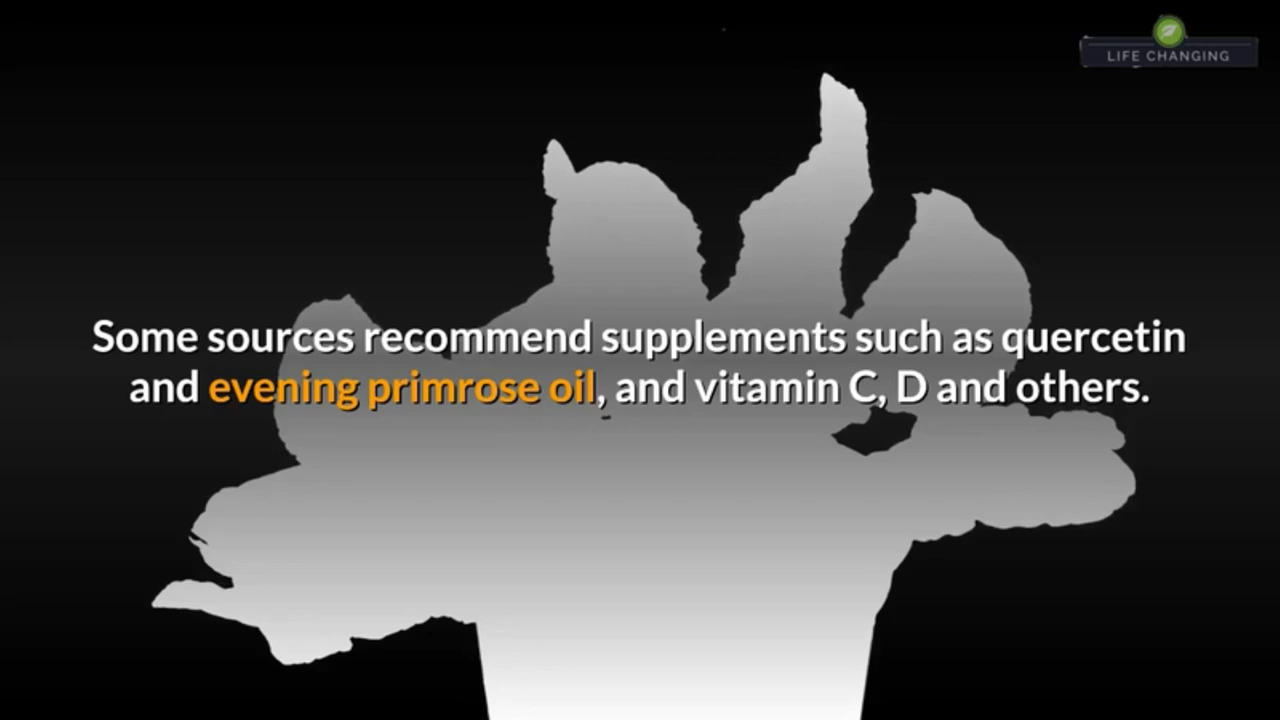 LIFE CHANGING
Some sources recommend supplements such as quercetin
and evening primrose oil, and vitamin C, D and others.